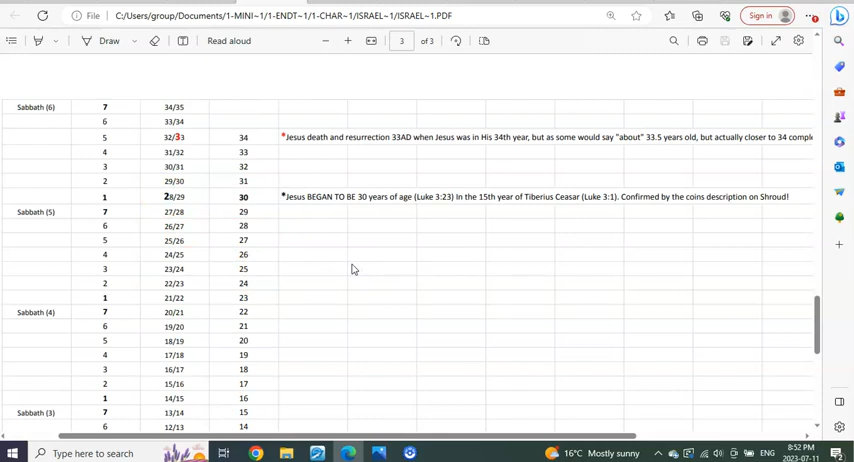 File C:/Users/group/Documents/1-MINI~1/1-ENDT~1/1-CHAR~1/ISRAEL~1/ISRAEL~1.PDF Sign in
Draw Read aloud 3 of 3
Sabbath (6) 7 34/35
6 33/34
5 32/33 34 *Jesus death and resurrection 33AD when Jesus was in His 34th year, but as some would say "about" 33.5 years old, but actually closer to 34 comple
4 31/32 33
3 30/31 32
2 29/30 31
1 28/29 30 *Jesus BEGAN TO BE 30 years of age (Luke 3:23) In the 15th year of Tiberius Ceasar (Luke 3:1). Confirmed by the coins description on Shroud!
Sabbath (5) 7 27/28 29
6 26/27 28
5 25/26 27
4 24/25 26
3 23/24 25
2 22/23 24
1 21/22 23
Sabbath (4) 7 20/21 22
6 19/20 21
5 18/19 20
4 17/18 19
3 16/17 18
2 15/16 17
1 14/15 16
Sabbath (3) 7 13/14 15
6 12/13 14
Type here to search 16°C Mostly sunny ENG 8:52 PM
2023-07-11 2